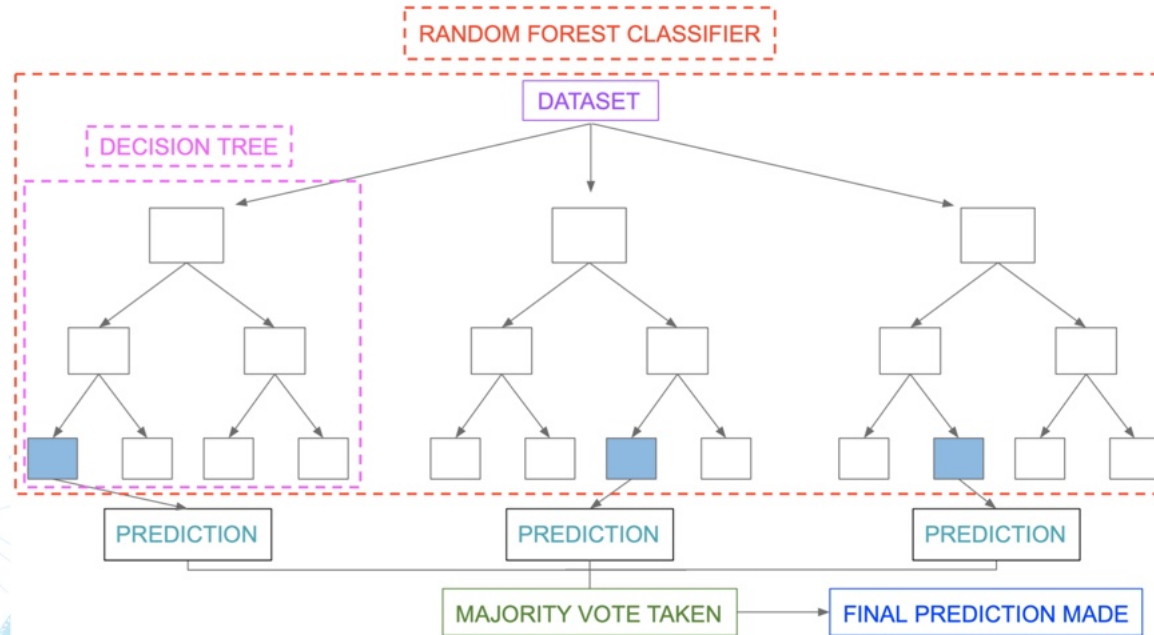 RANDOM FOREST CLASSIFIER
DATASET
DECISION TREE
PREDICTION
PREDICTION
PREDICTION
MAJORITY VOTE TAKEN
FINAL PREDICTION MADE